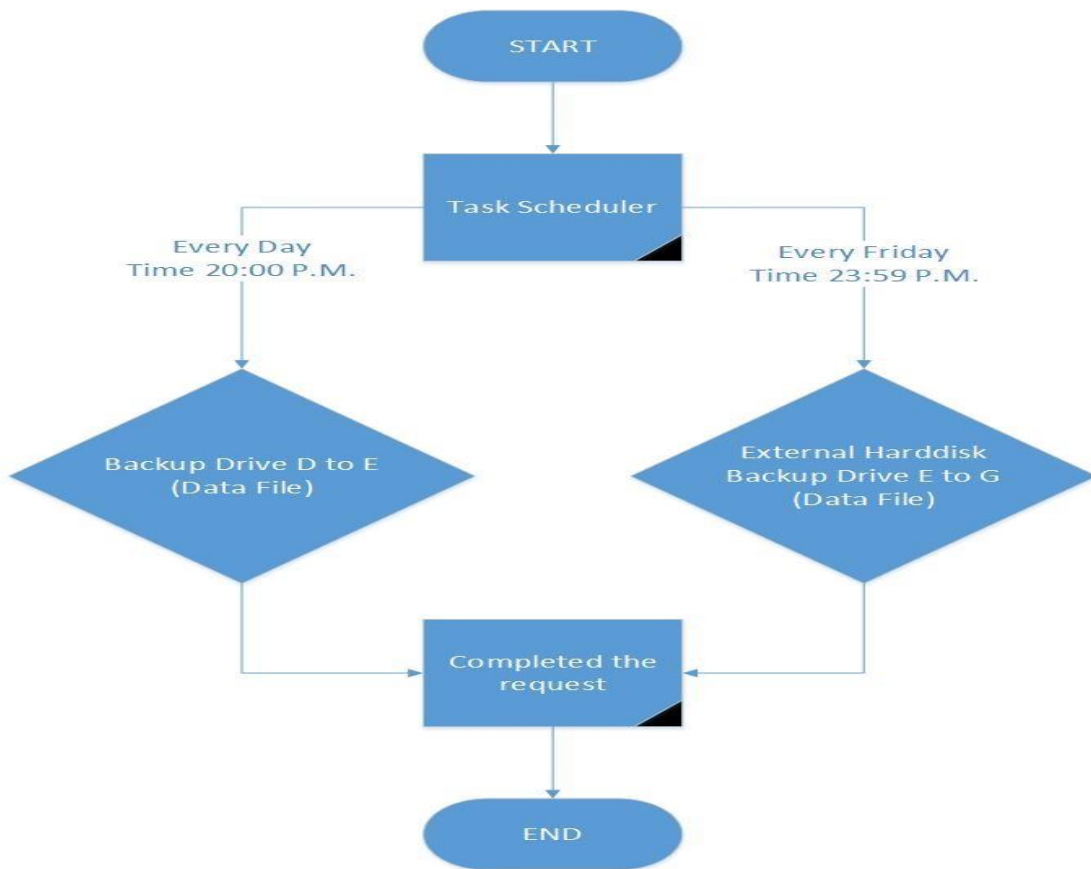 START
Task Scheduler
Every Day
Time 20:00 P.M.
Every Friday
Time 23:59 P.M.
Backup Drive D to E
(Data File)
External Harddisk
Backup Drive E to G
(Data File)
Completed the
request
END